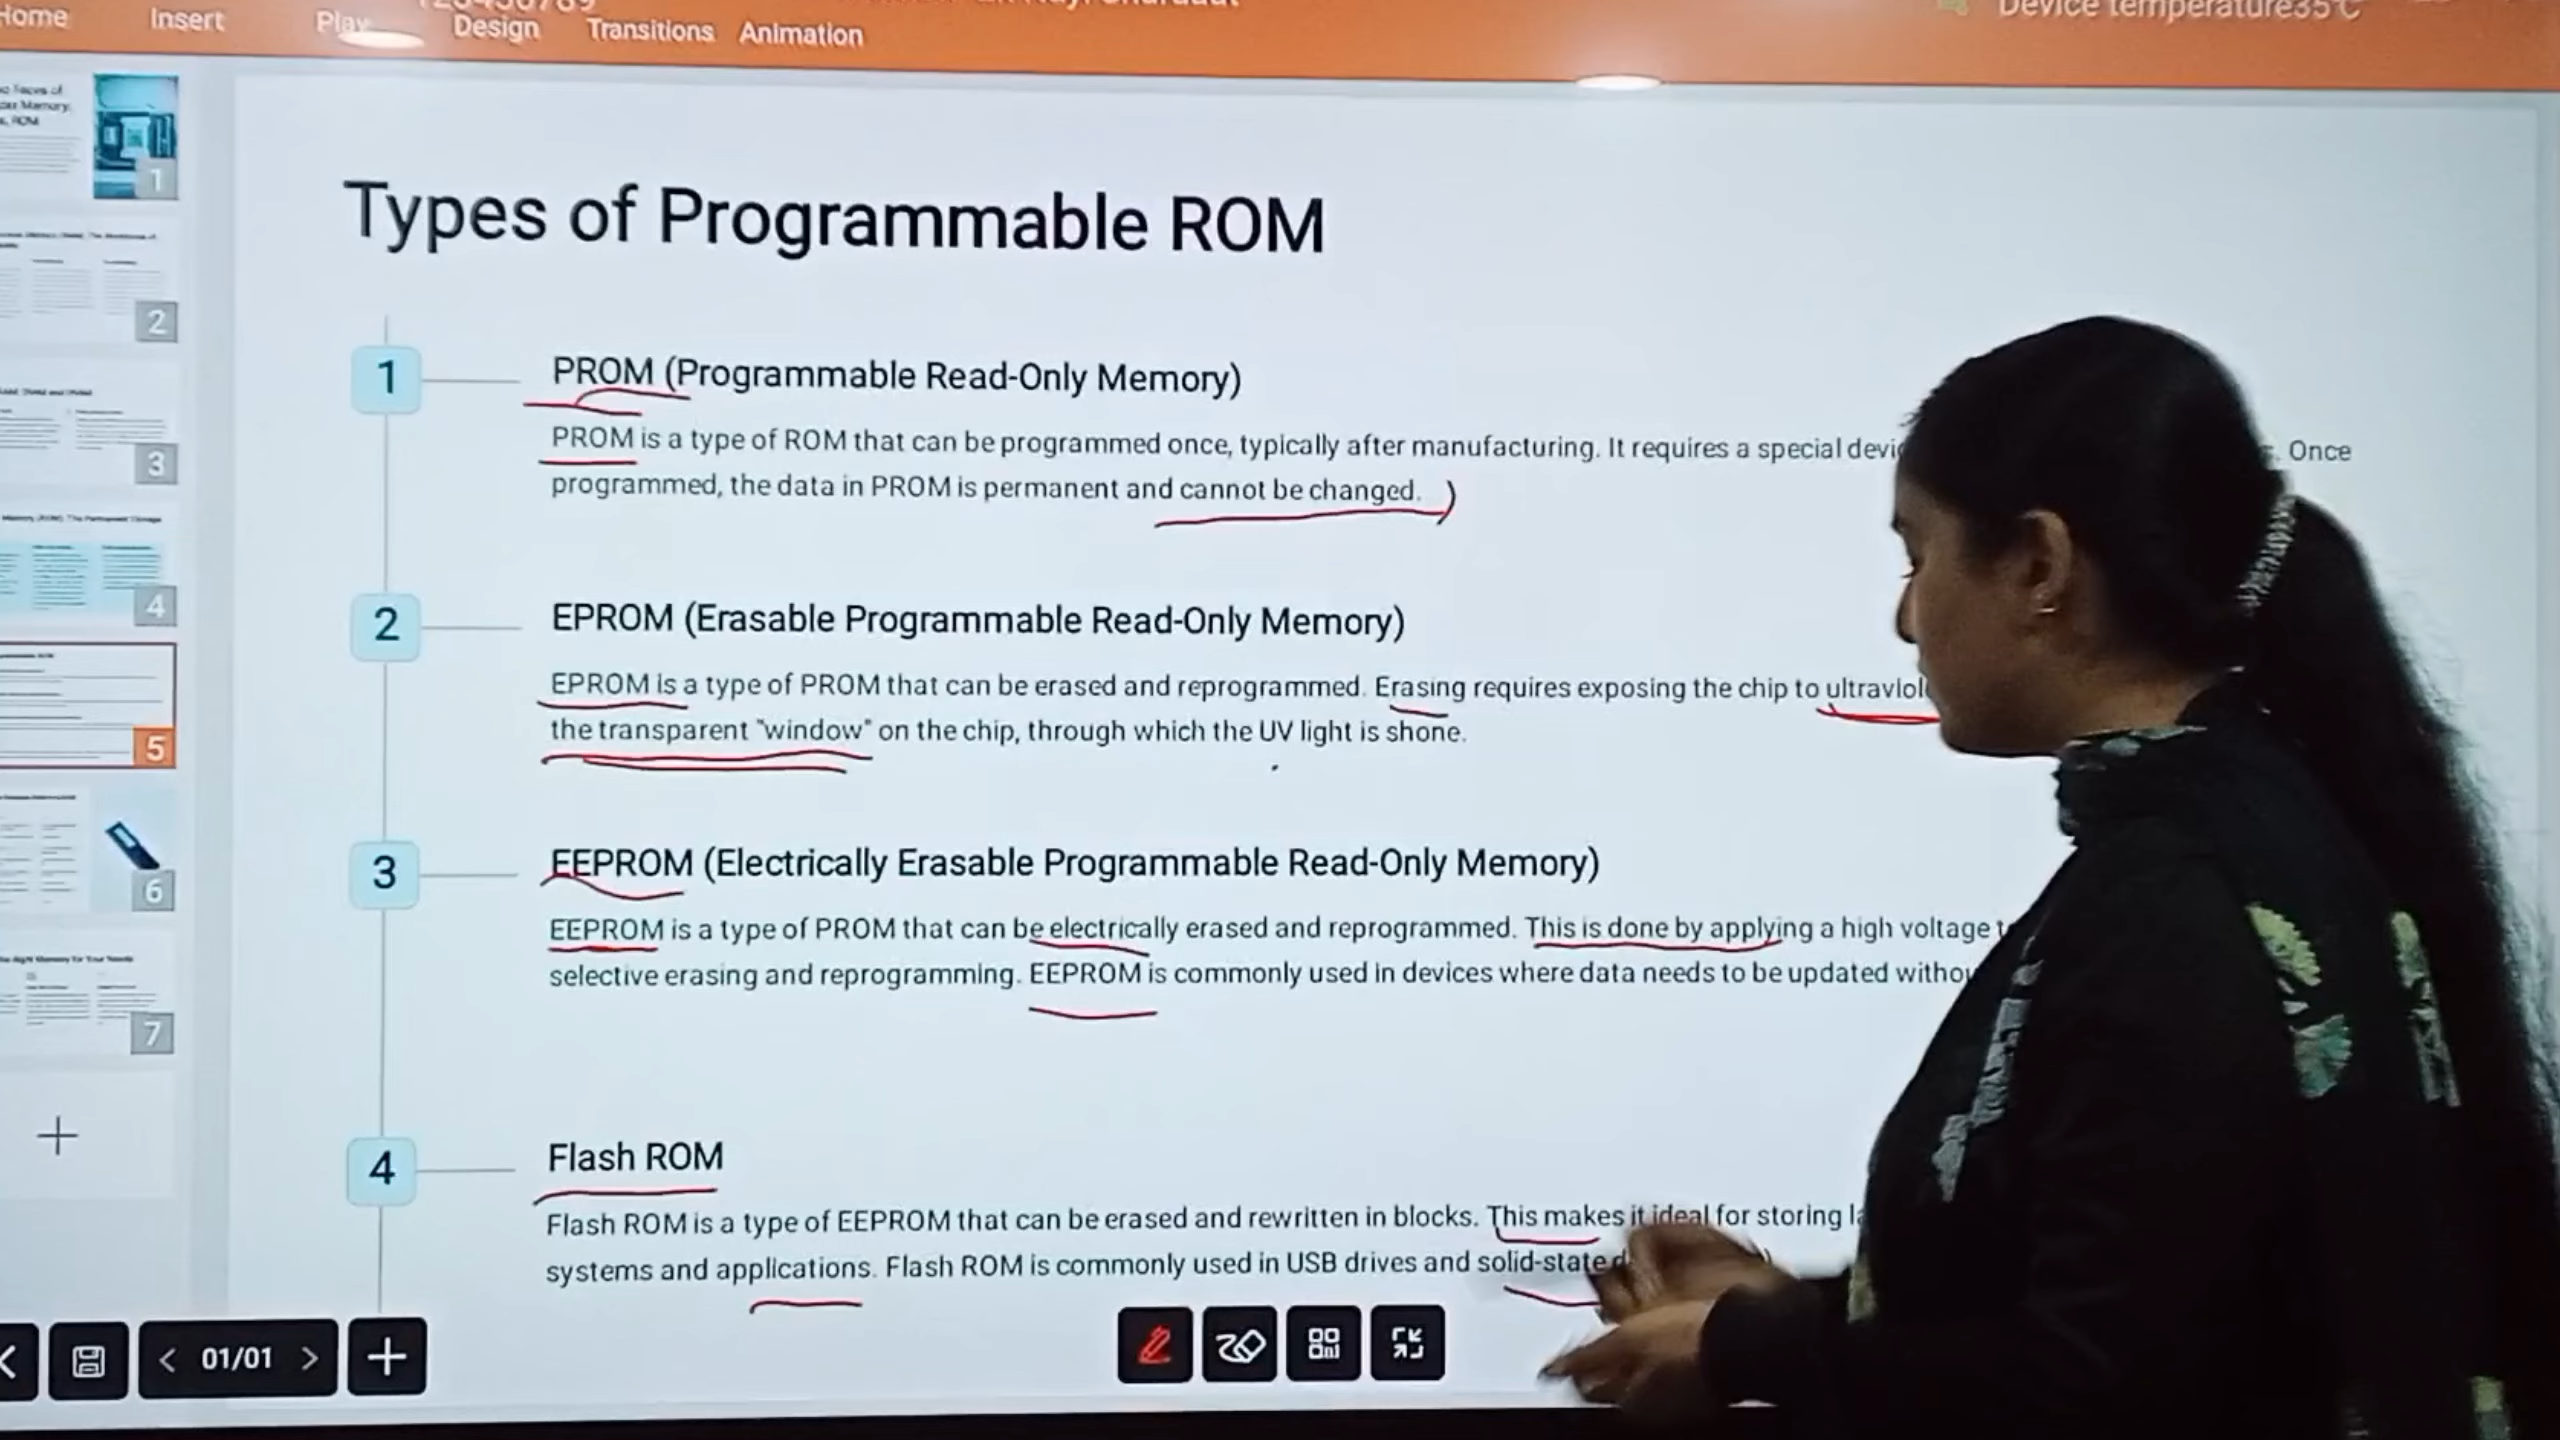 Home Insert Play Design Transitions Animation
Device temperature35°C
1
2
3
4
5
6
7
Types of Programmable ROM
1
PROM (Programmable Read-Only Memory)
PROM is a type of ROM that can be programmed once, typically after manufacturing. It requires a special . Once
programmed, the data in PROM is permanent and cannot be changed.
2
EPROM (Erasable Programmable Read-Only Memory)
EPROM is a type of PROM that can be erased and reprogrammed. Erasing requires exposing the chip to
the transparent "window" on the chip, through which the UV light is shone.
3
EEPROM (Electrically Erasable Programmable Read-Only Memory)
EEPROM is a type of PROM that can be electrically erased and reprogrammed. This is done by applying a high voltage
selective erasing and reprogramming. EEPROM is commonly used in devices where data needs to be updated
4
Flash ROM
Flash ROM is a type of EEPROM that can be erased and rewritten in blocks. This makes it ideal for storing
systems and applications. Flash ROM is commonly used in USB drives and solid-state
01/01